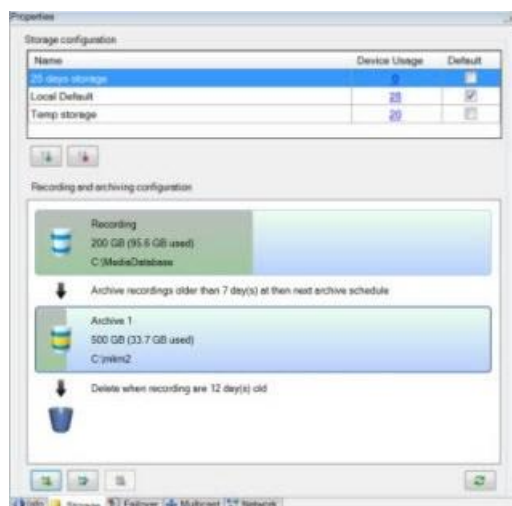 Properties
Storage configuration
Name Device Usage Default
25 days storage 0
Local Default 25
Temp storage 20
Recording and archiving configuration
Recording
200 GB (95.6 GB used)
C:\MediaDatabase
Archive recordings older than 7 day(s) at then next archive schedule
Archive 1
500 GB (33.7 GB used)
Delete when recording are 12 day(s) old
Info Storage Failover Multicast Network